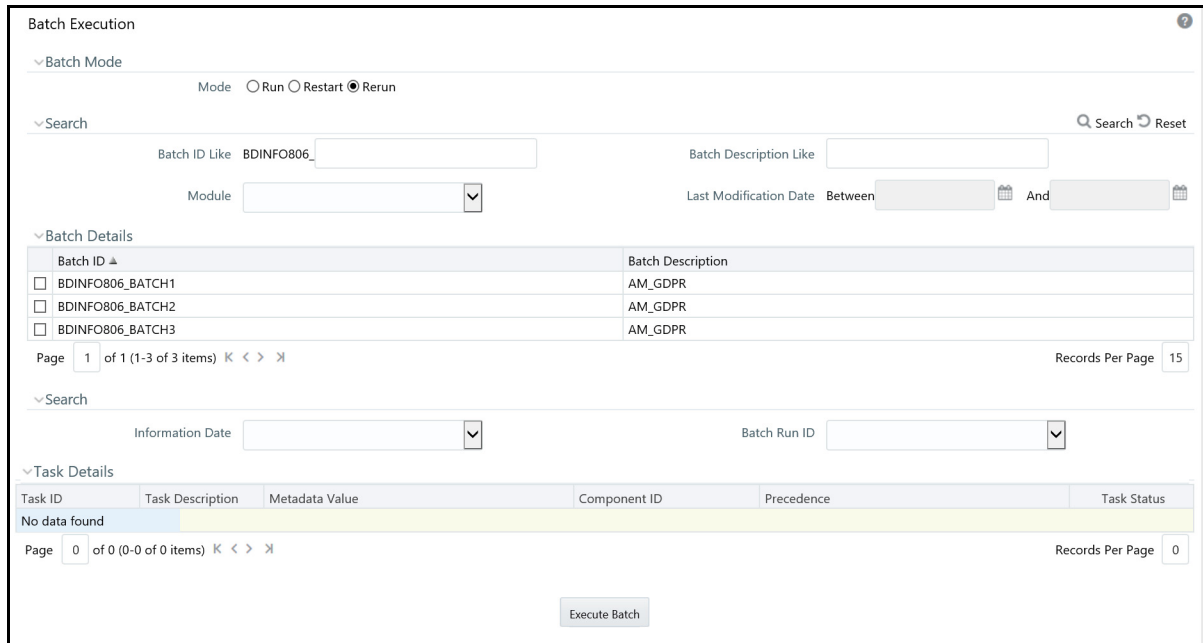 Batch Execution
Batch Mode
Mode Run Restart Rerun
Search Search Reset
Batch ID Like BDINFO806_ Batch Description Like
Module Last Modification Date Between And
Batch Details
Batch ID Batch Description
BDINFO806_BATCH1 AM_GDPR
BDINFO806_BATCH2 AM_GDPR
BDINFO806_BATCH3 AM_GDPR
Page 1 of 1 (1-3 of 3 items) Records Per Page 15
Search
Information Date Batch Run ID
Task Details
Task ID Task Description Metadata Value Component ID Precedence Task Status
No data found
Page 0 of 0 (0-0 of 0 items) Records Per Page 0
Execute Batch